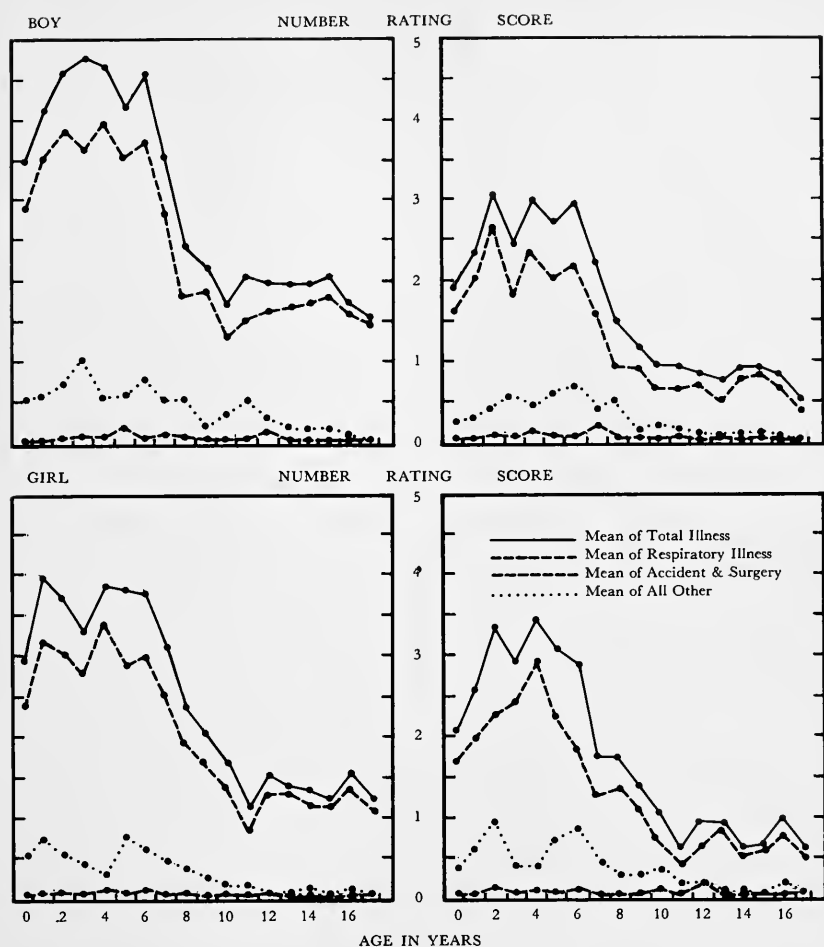 BOY NUMBER RATING SCORE
5
4
3
2
1
0
GIRL NUMBER RATING SCORE
5
Mean of Total Illness
Mean of Respiratory Illness
4
Mean of Accident & Surgery
Mean of All Other
3
2
1
0
0 2 4 6 8 10 12 14 16 0 2 4 6 8 10 12 14 16
AGE IN YEARS